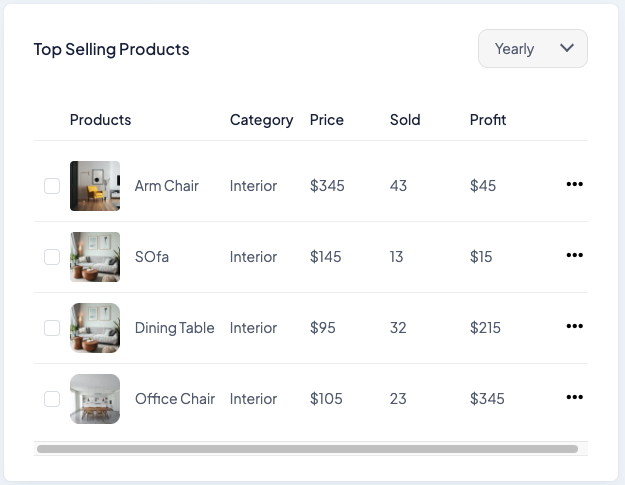 Top Selling Products
Yearly
Products Category Price Sold Profit
Arm Chair Interior $345 43 $45
SOfa Interior $145 13 $15
Dining Table Interior $95 32 $215
Office Chair Interior $105 23 $345